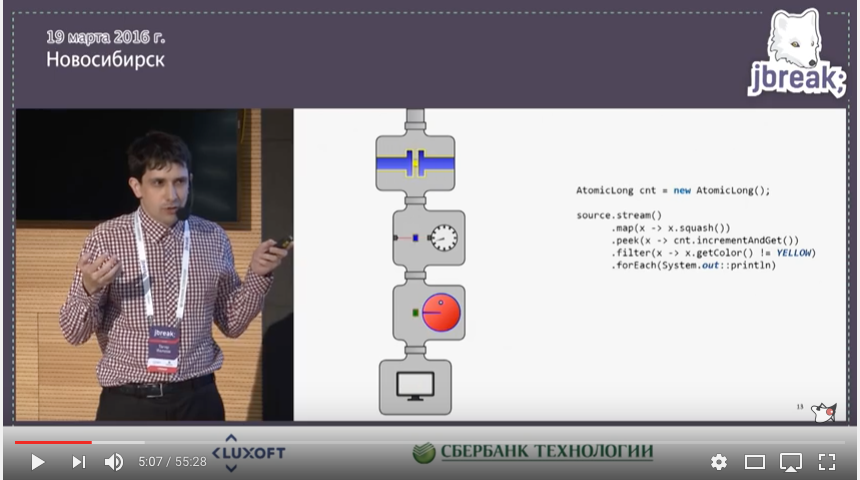 19 марта 2016 г.
Новосибирск
jbreak;
AtomicLong cnt = new AtomicLong();
source.stream()
.map(x -> x.squash())
.peek(x -> cnt.incrementAndGet())
.filter(x -> x.getColor() != YELLOW)
.forEach(System.out::println)
jbreak;
13
5:07 / 55:28
LUXOFT
СБЕРБАНК ТЕХНОЛОГИИ